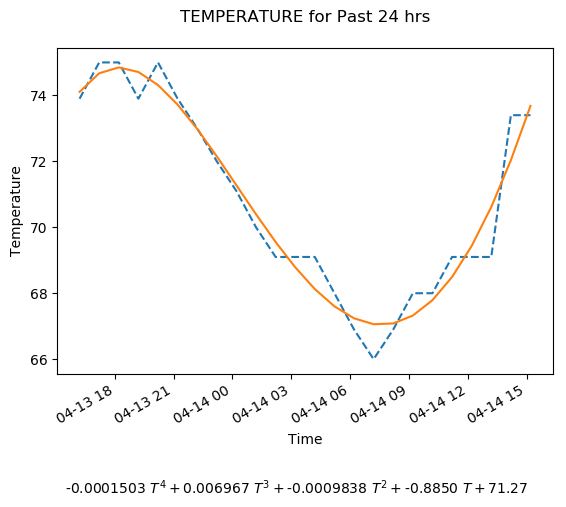 TEMPERATURE for Past 24 hrs
74
72
70
68
66
Temperature
04-13 18 04-13 21 04-14 00 04-14 03 04-14 06 04-14 09 04-14 12 04-14 15
Time
-0.0001503 T⁴ + 0.006967 T³ + -0.0009838 T² + -0.8850 T + 71.27